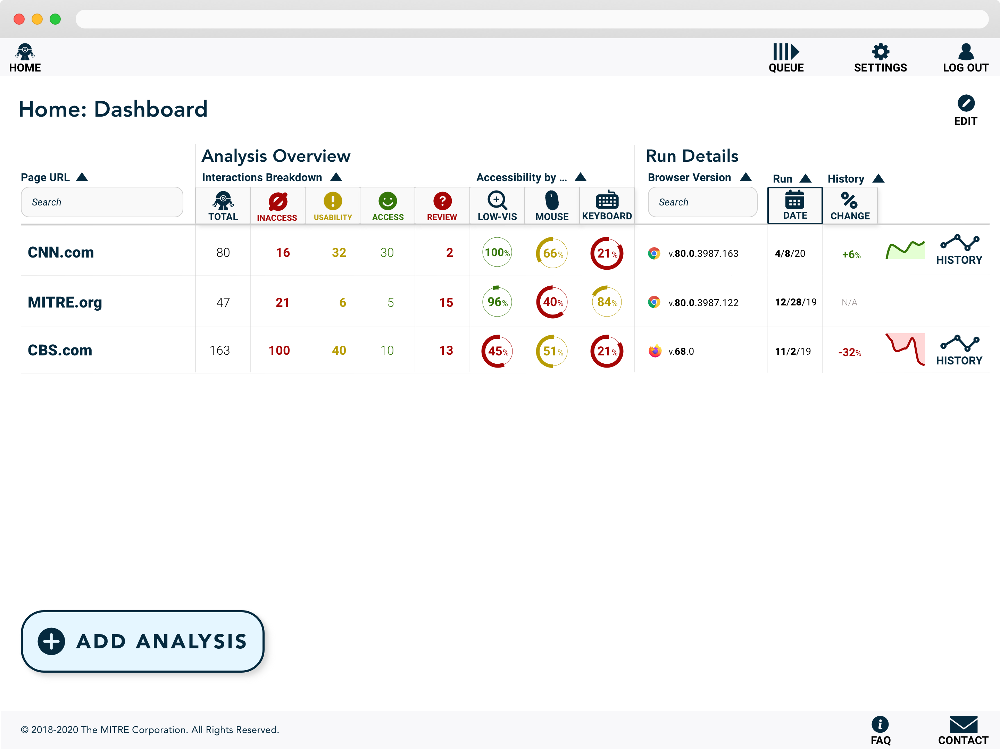 HOME
QUEUE
SETTINGS
LOG OUT
Home: Dashboard
EDIT
Analysis Overview
Run Details
Page URL
Interactions Breakdown
Accessibility by ...
Browser Version
Run
History
Search
TOTAL
INACCESS
USABILITY
ACCESS
REVIEW
LOW-VIS
MOUSE
KEYBOARD
Search
DATE
CHANGE
CNN.com 80 16 32 30 2 100% 66% 21% v.80.0.3987.163 4/8/20 +6% HISTORY
MITRE.org 47 21 6 5 15 96% 40% 84% v.80.0.3987.122 12/28/19 N/A
CBS.com 163 100 40 10 13 45% 51% 21% v.68.0 11/2/19 -32% HISTORY
ADD ANALYSIS
© 2018-2020 The MITRE Corporation. All Rights Reserved.
FAQ
CONTACT